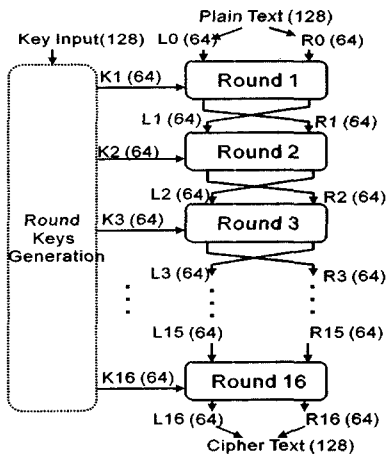 Plain Text (128)
Key Input(128)
L0 (64)
R0 (64)
K1 (64)
Round 1
L1 (64)
R1 (64)
K2 (64)
Round 2
L2 (64)
R2 (64)
Round
Keys
Generation
K3 (64)
Round 3
L3 (64)
R3 (64)
L15 (64)
R15 (64)
K16 (64)
Round 16
L16 (64)
R16 (64)
Cipher Text (128)